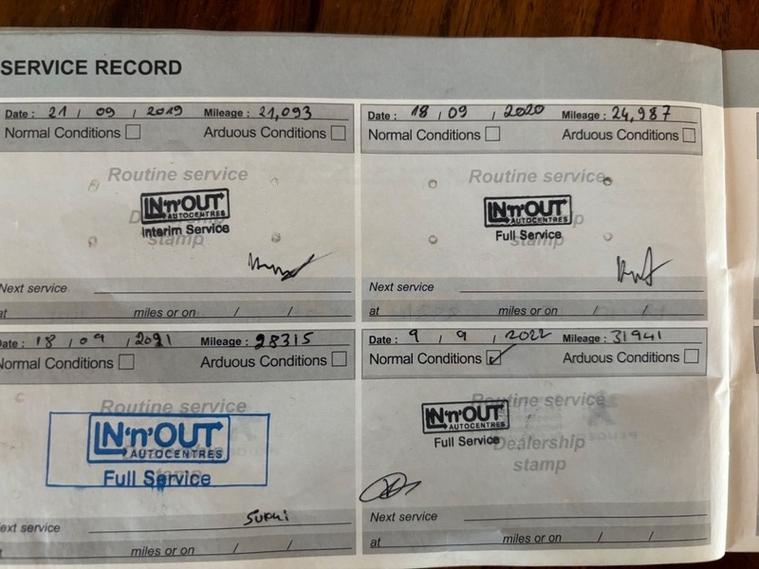 SERVICE RECORD
Date : 21 / 09 / 2019 Mileage : 21,093
Normal Conditions Arduous Conditions
Routine service
IN'n'OUT
AUTOCENTRES
Interim Service
stamp
Next service
at miles or on / /
Date : 18 / 09 / 2020 Mileage : 24,987
Normal Conditions Arduous Conditions
Routine service
IN'n'OUT
AUTOCENTRES
Full Service
stamp
Next service
at miles or on / /
Date : 18 / 09 / 2021 Mileage : 28315
Normal Conditions Arduous Conditions
Routine service
IN'n'OUT
AUTOCENTRES
Full Service
Next service
miles or on / /
Date : 9 / 9 / 2022 Mileage : 31941
Normal Conditions Arduous Conditions
Routine service
IN'n'OUT
AUTOCENTRES
Full Service
Dealership
stamp
Next service
at miles or on / /